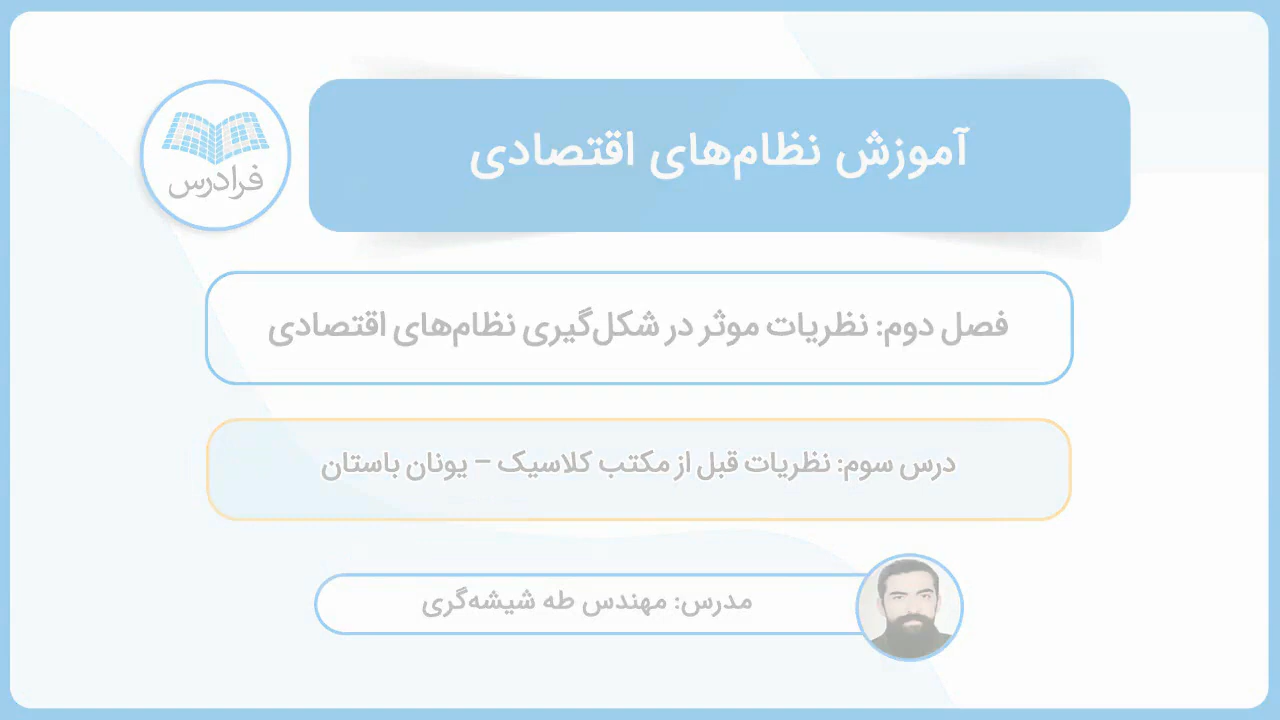 آموزش نظام‌های اقتصادی
فرادرس
فصل دوم: نظریات موثر در شکل‌گیری نظام‌های اقتصادی
درس سوم: نظریات قبل از مکتب کلاسیک – یونان باستان
مدرس: مهندس طه شیشه‌گری